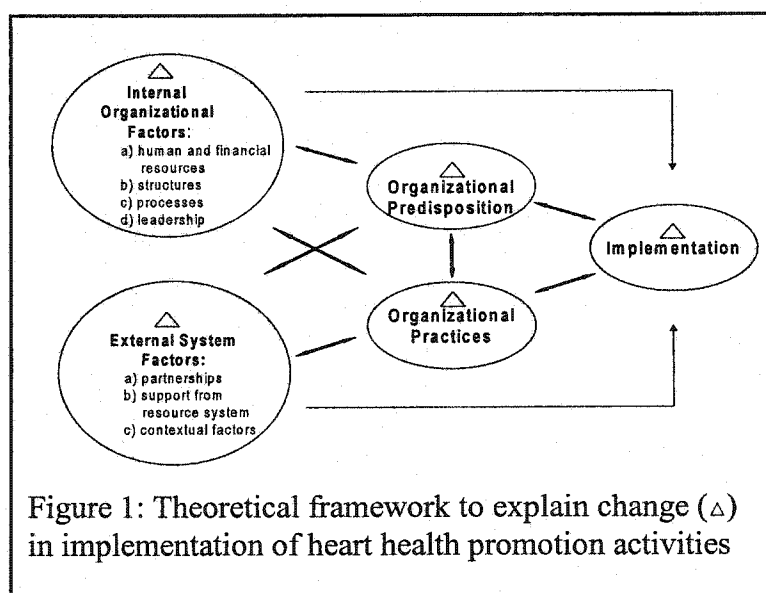 △
Internal
Organizational
Factors:
a) human and financial
resources
b) structures
c) processes
d) leadership
△
Organizational
Predisposition
△
Implementation
△
Organizational
Practices
△
External System
Factors:
a) partnerships
b) support from
resource system
c) contextual factors
Figure 1: Theoretical framework to explain change (△)
in implementation of heart health promotion activities